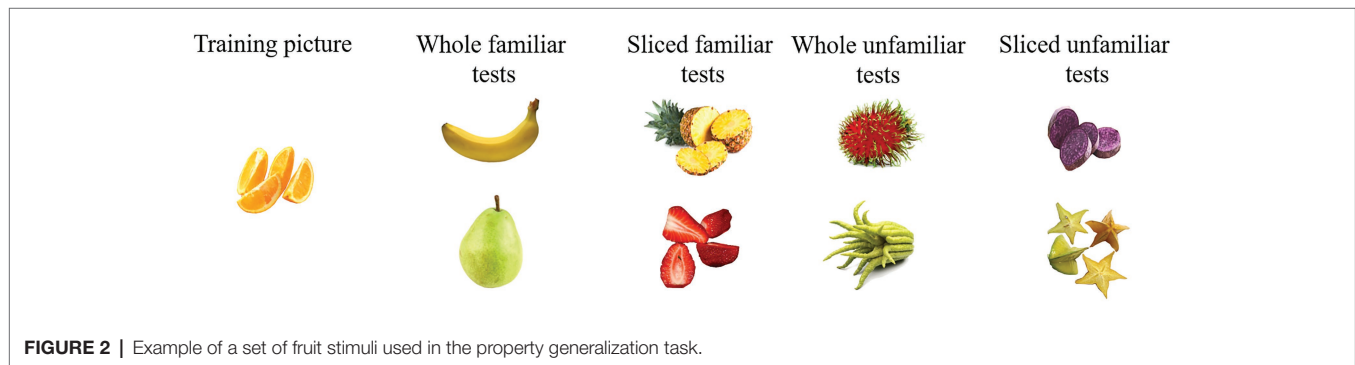 Training picture
Whole familiar
tests
Sliced familiar
tests
Whole unfamiliar
tests
Sliced unfamiliar
tests
FIGURE 2 | Example of a set of fruit stimuli used in the property generalization task.